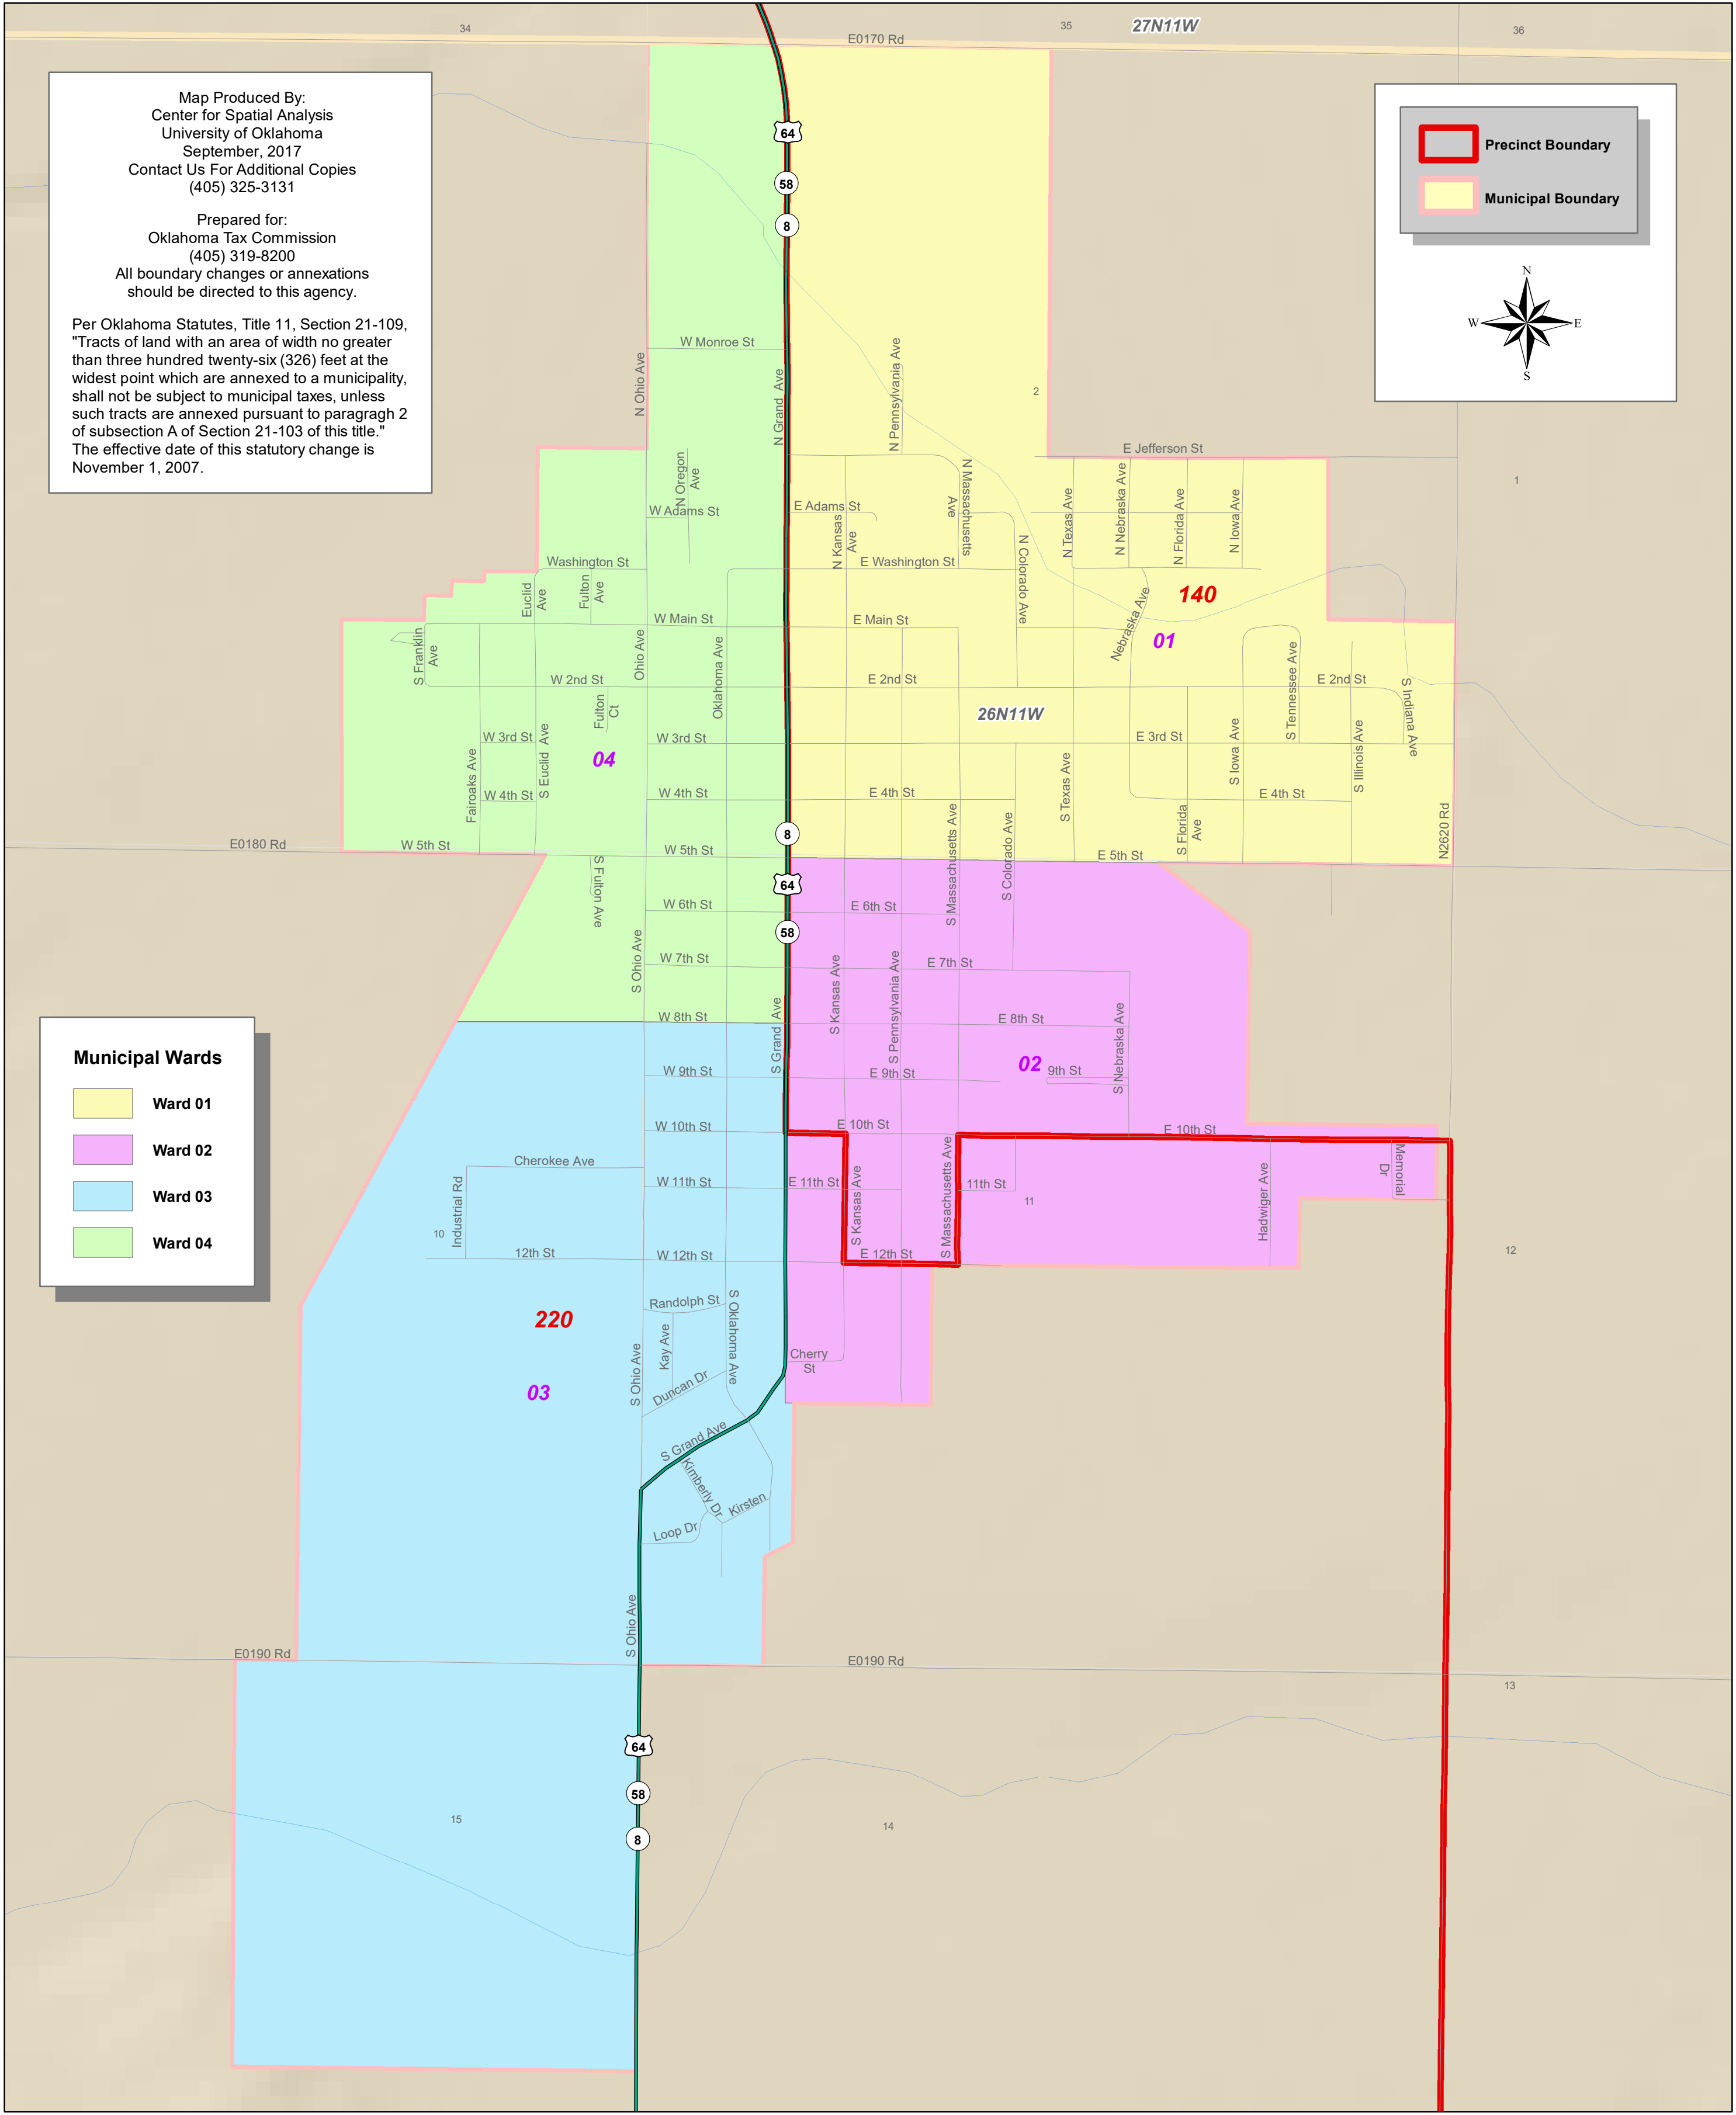 34
35
27N11W
36
E0170 Rd
Map Produced By:
Center for Spatial Analysis
University of Oklahoma
September, 2017
Contact Us For Additional Copies
(405) 325-3131
Prepared for:
Oklahoma Tax Commission
(405) 319-8200
All boundary changes or annexations
should be directed to this agency.
Per Oklahoma Statutes, Title 11, Section 21-109,
"Tracts of land with an area of width no greater
than three hundred twenty-six (326) feet at the
widest point which are annexed to a municipality,
shall not be subject to municipal taxes, unless
such tracts are annexed pursuant to paragragh 2
of subsection A of Section 21-103 of this title."
The effective date of this statutory change is
November 1, 2007.
Precinct Boundary
Municipal Boundary
N
W
E
S
64
58
8
W Monroe St
N Ohio Ave
N Grand Ave
N Pennsylvania Ave
2
E Jefferson St
1
N Oregon
Ave
W Adams St
E Adams St
N Kansas
Ave
N Massachusetts
Ave
N Colorado Ave
N Texas Ave
N Nebraska Ave
N Florida Ave
N Iowa Ave
Washington St
E Washington St
Euclid
Ave
Fulton
Ave
140
01
Nebraska Ave
W Main St
E Main St
S Franklin
Ave
Ohio Ave
Oklahoma Ave
W 2nd St
E 2nd St
E 2nd St
S Tennessee Ave
S Indiana Ave
Fulton
Ct
26N11W
W 3rd St
W 3rd St
E 3rd St
04
Fairoaks Ave
S Euclid Ave
S Iowa Ave
S Illinois Ave
S Texas Ave
W 4th St
W 4th St
E 4th St
E 4th St
S Massachusetts Ave
S Colorado Ave
S Florida
Ave
N2620 Rd
8
E0180 Rd
W 5th St
W 5th St
E 5th St
64
S Fulton Ave
W 6th St
E 6th St
58
S Ohio Ave
W 7th St
E 7th St
S Kansas Ave
S Pennsylvania Ave
S Grand Ave
W 8th St
E 8th St
S Nebraska Ave
02
W 9th St
E 9th St
9th St
Municipal Wards
Ward 01
Ward 02
Ward 03
Ward 04
W 10th St
E 10th St
E 10th St
Cherokee Ave
Industrial Rd
W 11th St
E 11th St
S Kansas Ave
S Massachusetts Ave
11th St
11
Hadwiger Ave
Memorial
Dr
10
12th St
W 12th St
E 12th St
12
Randolph St
S Oklahoma Ave
220
Kay Ave
S Ohio Ave
Cherry
St
03
Duncan Dr
S Grand Ave
Kimberly Dr
Kirsten
Loop Dr
S Ohio Ave
E0190 Rd
E0190 Rd
13
64
58
8
15
14